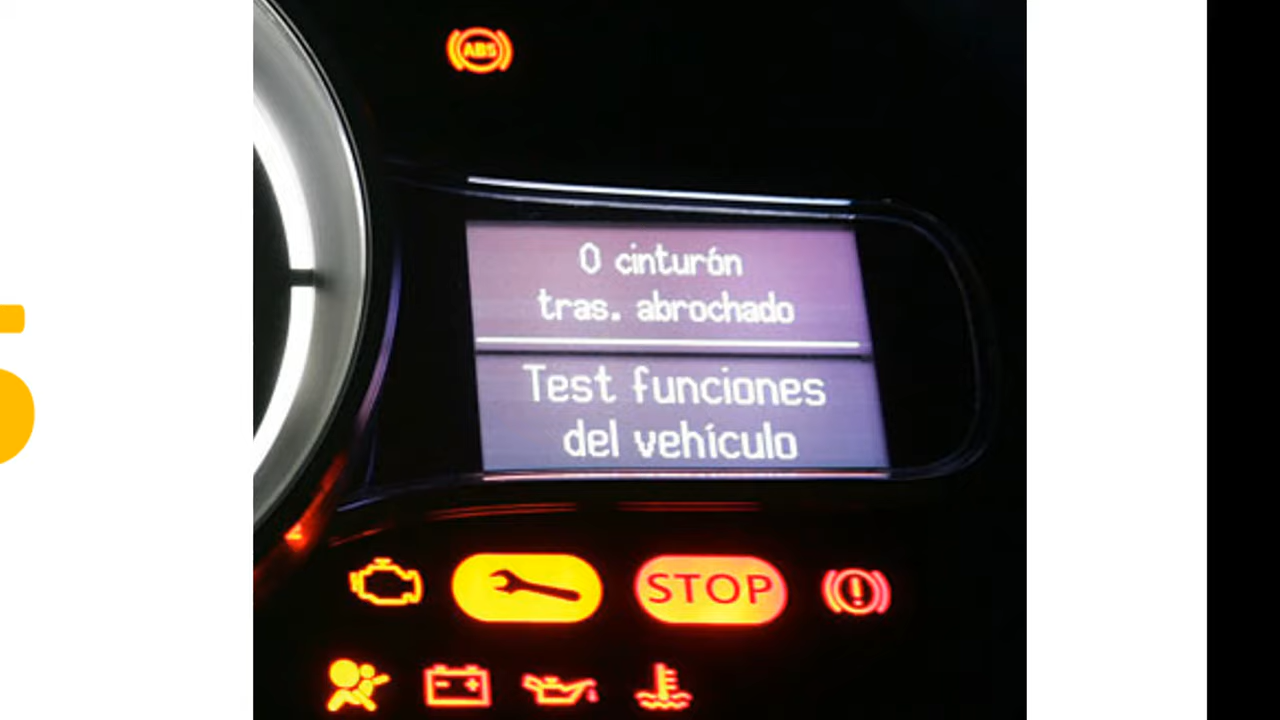 ABS
0 cinturón
tras. abrochado
Test funciones
del vehículo
STOP